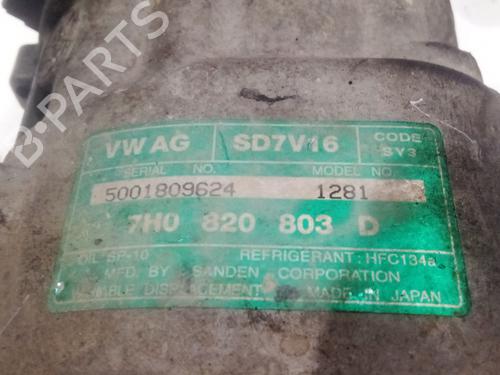 VW AG SD7V16 CODE SY3
SERIAL NO. MODEL NO.
5001809624 1281
7H0 820 803 D
OIL SP-10 REFRIGERANT: HFC134a
MFD. BY SANDEN CORPORATION
DISPLACEMENT MADE IN JAPAN
B-PARTS